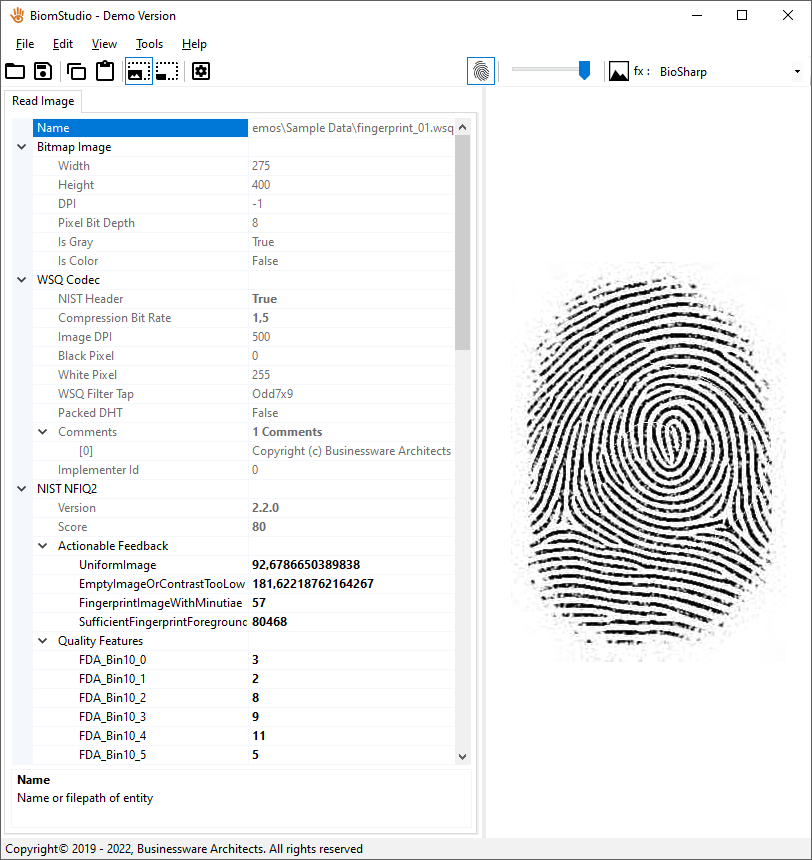 BiomStudio - Demo Version
File Edit View Tools Help
fx : BioSharp
Read Image
Name emos\Sample Data\fingerprint_01.wsq
Bitmap Image
Width 275
Height 400
DPI -1
Pixel Bit Depth 8
Is Gray True
Is Color False
WSQ Codec
NIST Header True
Compression Bit Rate 1,5
Image DPI 500
Black Pixel 0
White Pixel 255
WSQ Filter Tap Odd7x9
Packed DHT False
Comments 1 Comments
[0] Copyright (c) Businessware Architects
Implementer Id 0
NIST NFIQ2
Version 2.2.0
Score 80
Actionable Feedback
UniformImage 92,6786650389838
EmptyImageOrContrastTooLow 181,62218762164267
FingerprintImageWithMinutiae 57
SufficientFingerprintForeground 80468
Quality Features
FDA_Bin10_0 3
FDA_Bin10_1 2
FDA_Bin10_2 8
FDA_Bin10_3 9
FDA_Bin10_4 11
FDA_Bin10_5 5
Name
Name or filepath of entity
Copyright© 2019 - 2022, Businessware Architects. All rights reserved